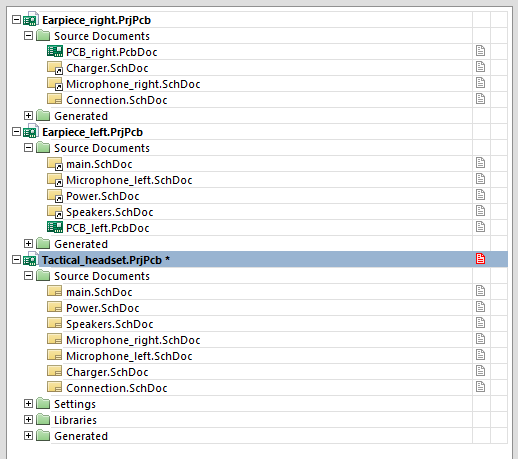 Earpiece_right.PrjPcb
Source Documents
PCB_right.PcbDoc
Charger.SchDoc
Microphone_right.SchDoc
Connection.SchDoc
Generated
Earpiece_left.PrjPcb
Source Documents
main.SchDoc
Microphone_left.SchDoc
Power.SchDoc
Speakers.SchDoc
PCB_left.PcbDoc
Generated
Tactical_headset.PrjPcb *
Source Documents
main.SchDoc
Power.SchDoc
Speakers.SchDoc
Microphone_right.SchDoc
Microphone_left.SchDoc
Charger.SchDoc
Connection.SchDoc
Settings
Libraries
Generated